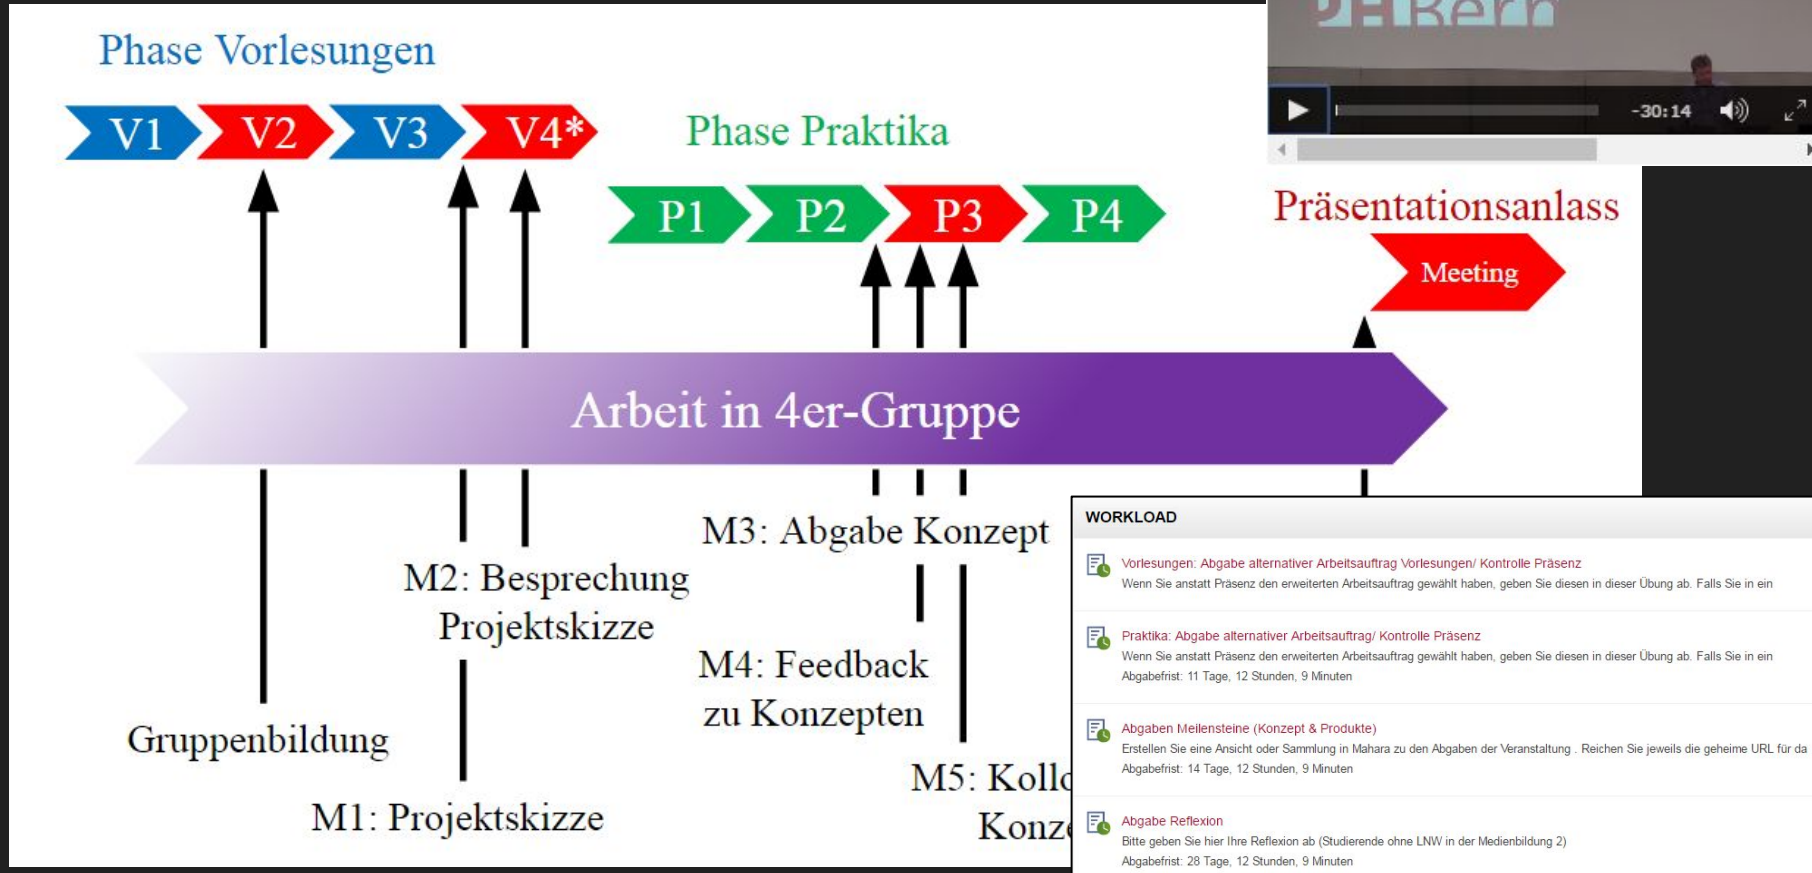 Phase Vorlesungen
V1
V2
V3
V4*
Phase Praktika
P1
P2
P3
P4
PHBern
-30:14
Präsentationsanlass
Meeting
Arbeit in 4er-Gruppe
Gruppenbildung
M1: Projektskizze
M2: Besprechung
Projektskizze
M3: Abgabe Konzept
M4: Feedback
zu Konzepten
M5:
WORKLOAD
Vorlesungen: Abgabe alternativer Arbeitsauftrag Vorlesungen/ Kontrolle Präsenz
Wenn Sie anstatt Präsenz den erweiterten Arbeitsauftrag gewählt haben, geben Sie diesen in dieser Übung ab. Falls Sie in ein
Praktika: Abgabe alternativer Arbeitsauftrag/ Kontrolle Präsenz
Wenn Sie anstatt Präsenz den erweiterten Arbeitsauftrag gewählt haben, geben Sie diesen in dieser Übung ab. Falls Sie in ein
Abgabefrist: 11 Tage, 12 Stunden, 9 Minuten
Abgaben Meilensteine (Konzept & Produkte)
Erstellen Sie eine Ansicht oder Sammlung in Mahara zu den Abgaben der Veranstaltung . Reichen Sie jeweils die geheime URL für da
Abgabefrist: 14 Tage, 12 Stunden, 9 Minuten
Abgabe Reflexion
Bitte geben Sie hier Ihre Reflexion ab (Studierende ohne LNW in der Medienbildung 2)
Abgabefrist: 28 Tage, 12 Stunden, 9 Minuten